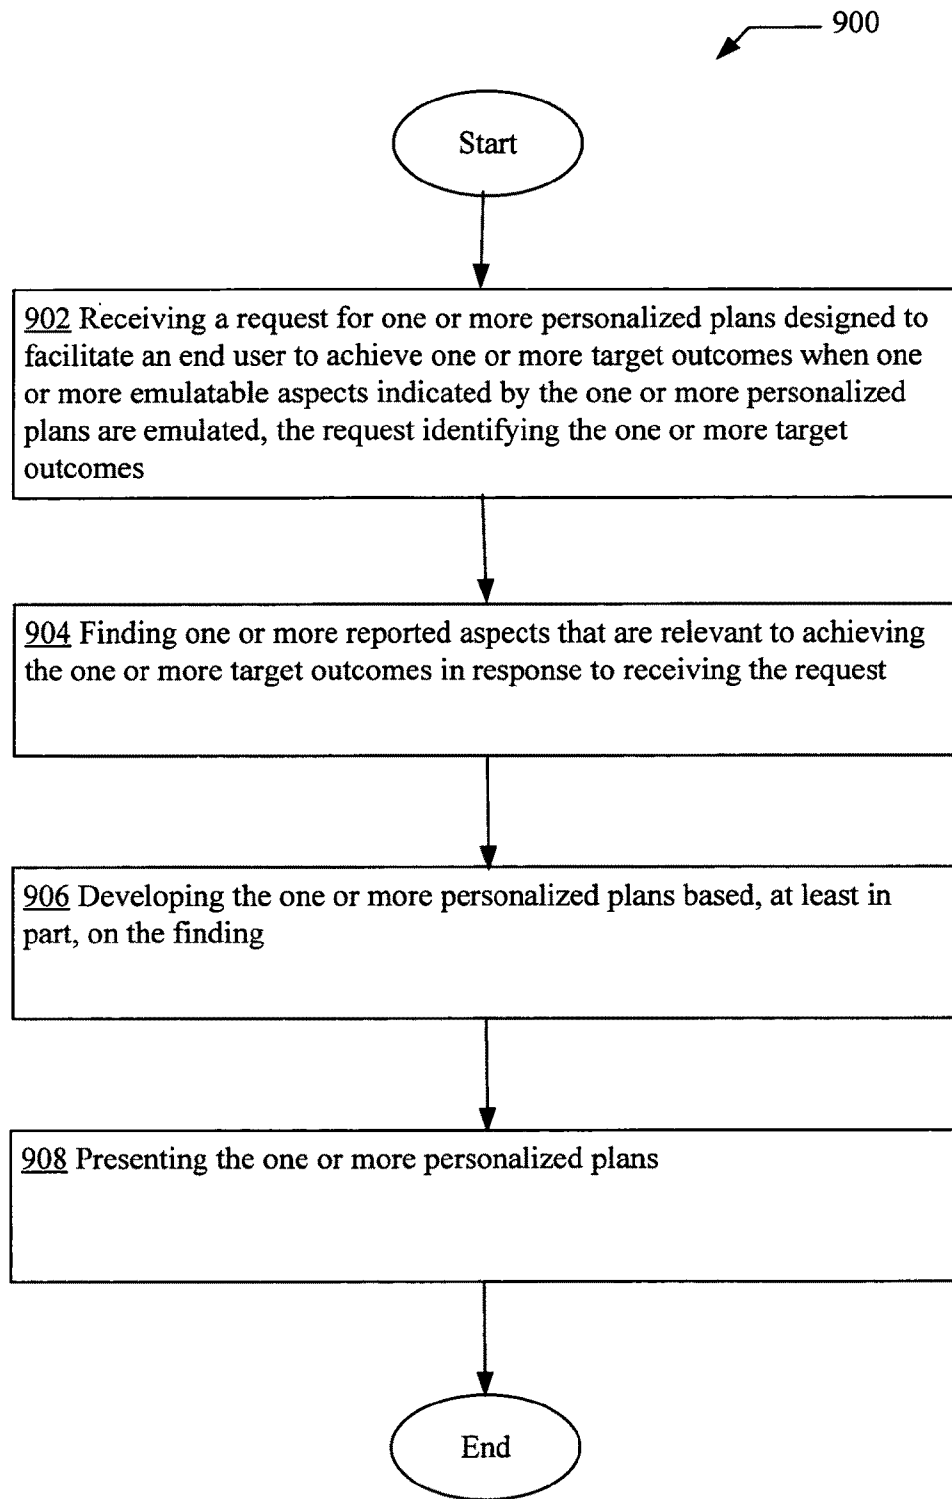 900
Start
902 Receiving a request for one or more personalized plans designed to
facilitate an end user to achieve one or more target outcomes when one
or more emulatable aspects indicated by the one or more personalized
plans are emulated, the request identifying the one or more target
outcomes
904 Finding one or more reported aspects that are relevant to achieving
the one or more target outcomes in response to receiving the request
906 Developing the one or more personalized plans based, at least in
part, on the finding
908 Presenting the one or more personalized plans
End